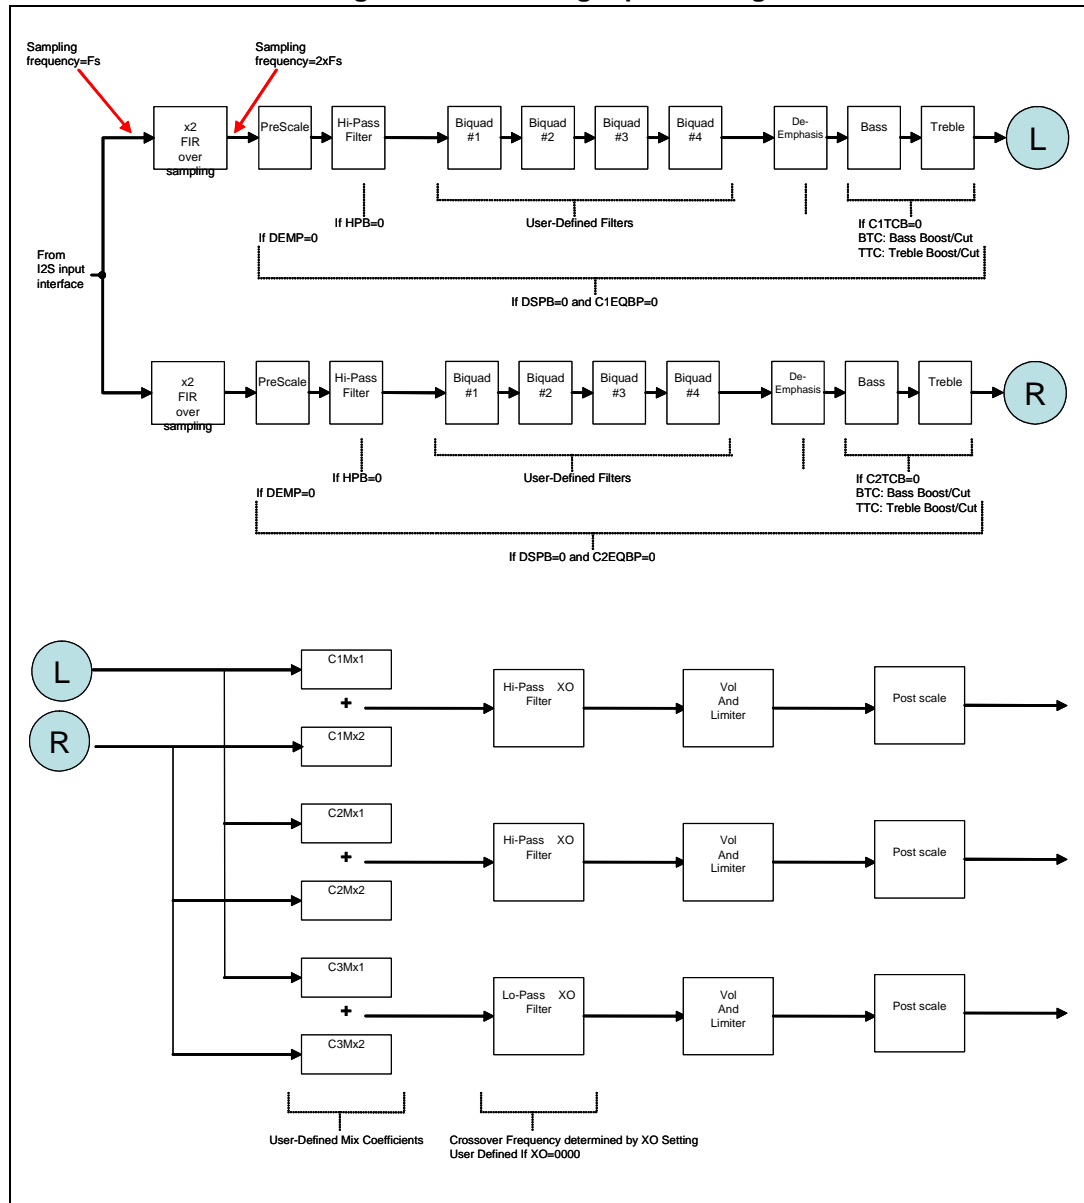 Sampling
frequency=Fs
Sampling
frequency=2xFs
x2
FIR
over
sampling
PreScale
Hi-Pass
Filter
Biquad
#1
Biquad
#2
Biquad
#3
Biquad
#4
De-
Emphasis
Bass
Treble
L
If HPB=0
User-Defined Filters
If C1TCB=0
BTC: Bass Boost/Cut
TTC: Treble Boost/Cut
If DEMP=0
From
I2S input
interface
If DSPB=0 and C1EQBP=0
x2
FIR
over
sampling
PreScale
Hi-Pass
Filter
Biquad
#1
Biquad
#2
Biquad
#3
Biquad
#4
De-
Emphasis
Bass
Treble
R
If HPB=0
User-Defined Filters
If C2TCB=0
BTC: Bass Boost/Cut
TTC: Treble Boost/Cut
If DEMP=0
If DSPB=0 and C2EQBP=0
L
R
C1Mx1
+
C1Mx2
Hi-Pass XO
Filter
Vol
And
Limiter
Post scale
C2Mx1
+
C2Mx2
Hi-Pass XO
Filter
Vol
And
Limiter
Post scale
C3Mx1
+
C3Mx2
Lo-Pass XO
Filter
Vol
And
Limiter
Post scale
User-Defined Mix Coefficients
Crossover Frequency determined by XO Setting
User Defined If XO=0000